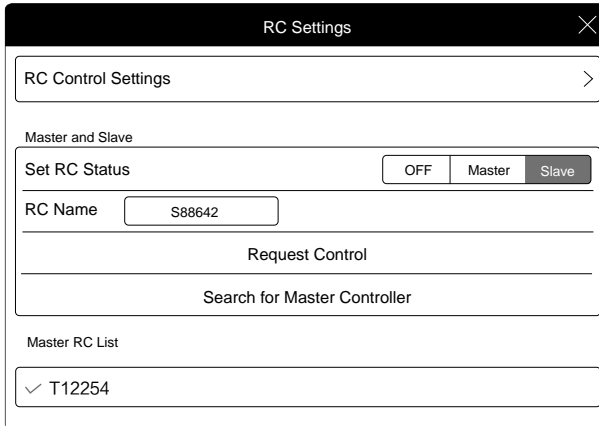 RC Settings
RC Control Settings
Master and Slave
Set RC Status OFF Master Slave
RC Name S88642
Request Control
Search for Master Controller
Master RC List
T12254